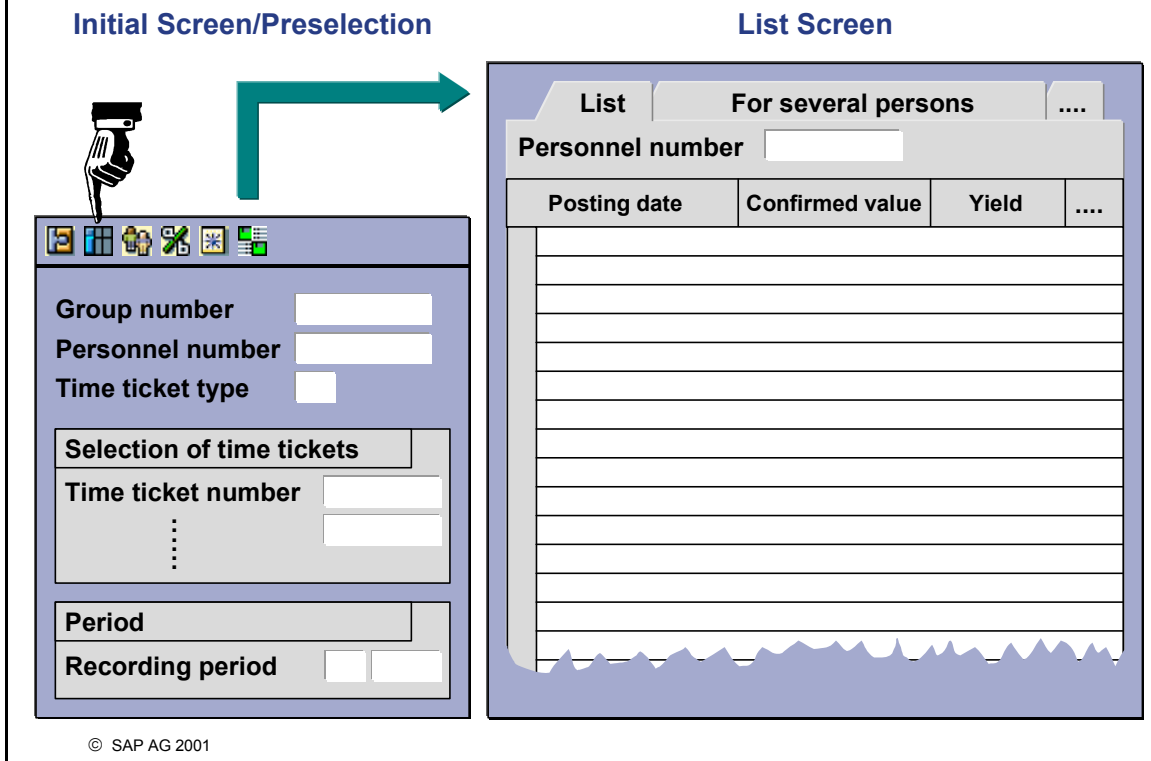 Initial Screen/Preselection
List Screen
List
For several persons
....
Personnel number
Posting date
Confirmed value
Yield
....
Group number
Personnel number
Time ticket type
Selection of time tickets
Time ticket number
Period
Recording period
© SAP AG 2001